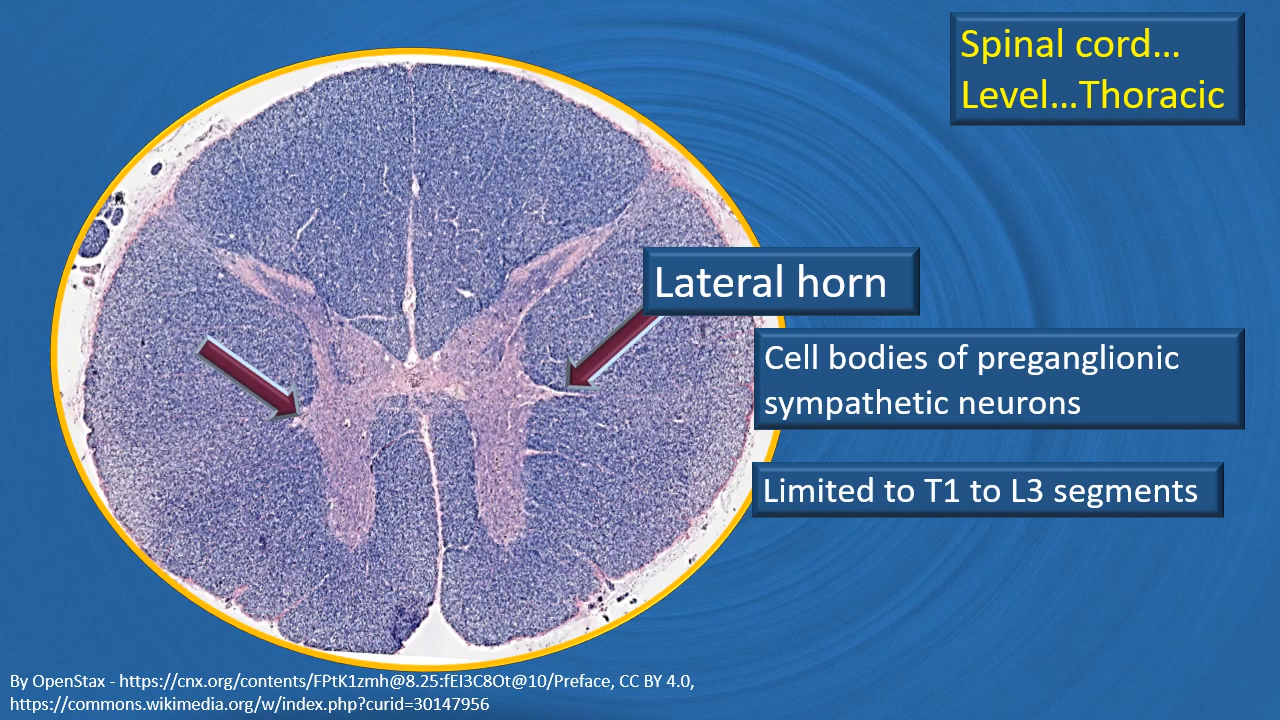 Spinal cord…
Level…Thoracic
Lateral horn
Cell bodies of preganglionic
sympathetic neurons
Limited to T1 to L3 segments
By OpenStax - https://cnx.org/contents/FPtK1zmh@8.25:fEI3C8Ot@10/Preface, CC BY 4.0,
https://commons.wikimedia.org/w/index.php?curid=30147956